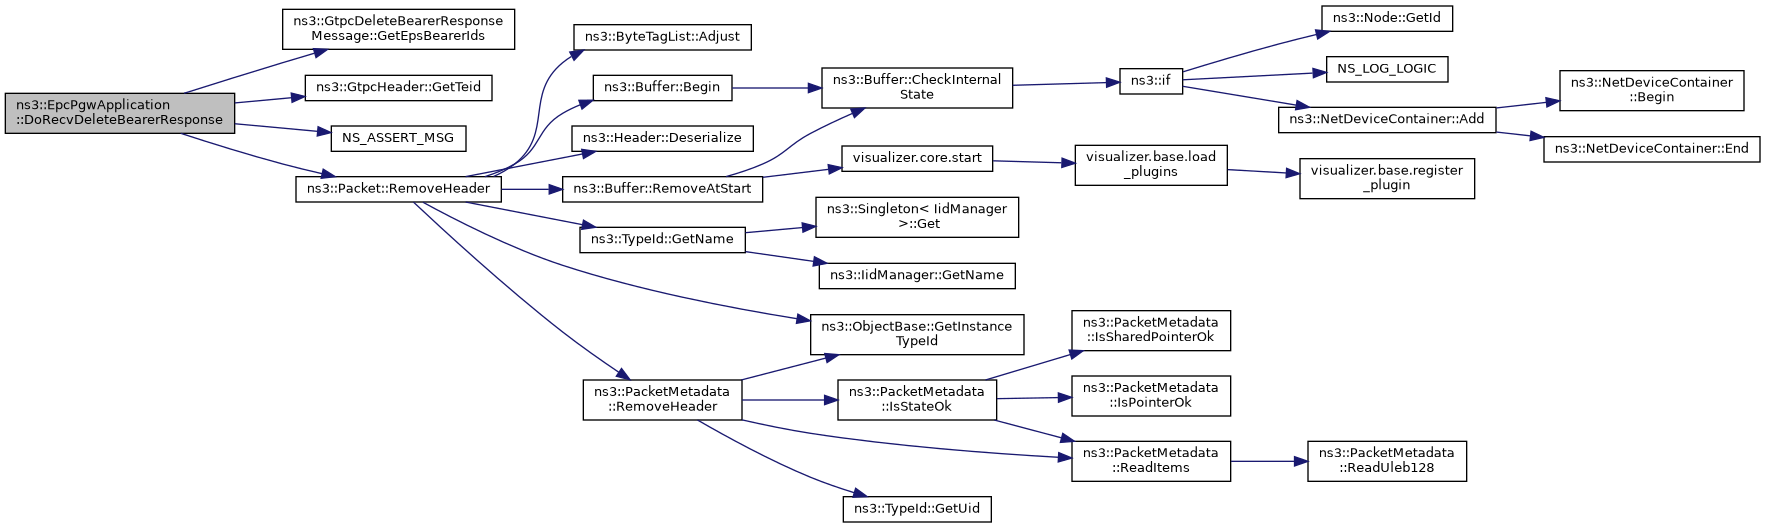 ns3::EpcPgwApplication
::DoRecvDeleteBearerResponse
ns3::GtpcDeleteBearerResponse
Message::GetEpsBearerIds
ns3::GtpcHeader::GetTeid
NS_ASSERT_MSG
ns3::Packet::RemoveHeader
ns3::ByteTagList::Adjust
ns3::Buffer::Begin
ns3::Header::Deserialize
ns3::Buffer::RemoveAtStart
ns3::TypeId::GetName
ns3::PacketMetadata
::RemoveHeader
ns3::Buffer::CheckInternal
State
visualizer.core.start
ns3::Singleton< IidManager
>::Get
ns3::IidManager::GetName
ns3::ObjectBase::GetInstance
TypeId
ns3::PacketMetadata
::IsStateOk
ns3::TypeId::GetUid
ns3::if
visualizer.base.load
_plugins
ns3::PacketMetadata
::IsSharedPointerOk
ns3::PacketMetadata
::IsPointerOk
ns3::PacketMetadata
::ReadItems
ns3::Node::GetId
NS_LOG_LOGIC
ns3::NetDeviceContainer::Add
visualizer.base.register
_plugin
ns3::PacketMetadata
::ReadUleb128
ns3::NetDeviceContainer
::Begin
ns3::NetDeviceContainer::End